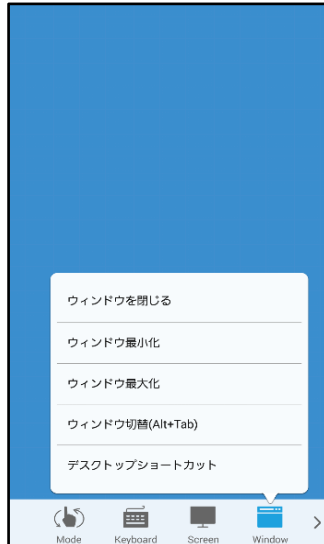 ウィンドウを閉じる
ウィンドウ最小化
ウィンドウ最大化
ウィンドウ切替(Alt+Tab)
デスクトップショートカット
Mode Keyboard Screen Window